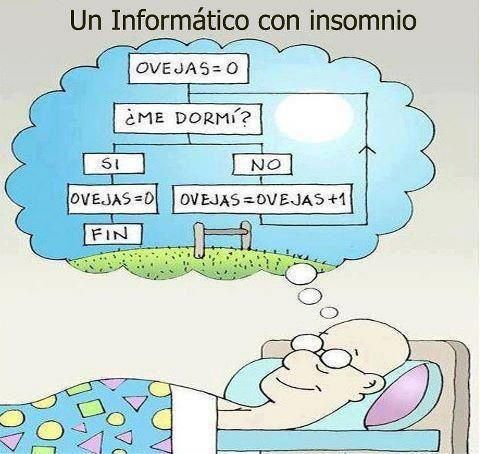 Un Informático con insomnio
OVEJAS=0
¿ME DORMÍ?
SI
NO
OVEJAS=0
OVEJAS=OVEJAS+1
FIN